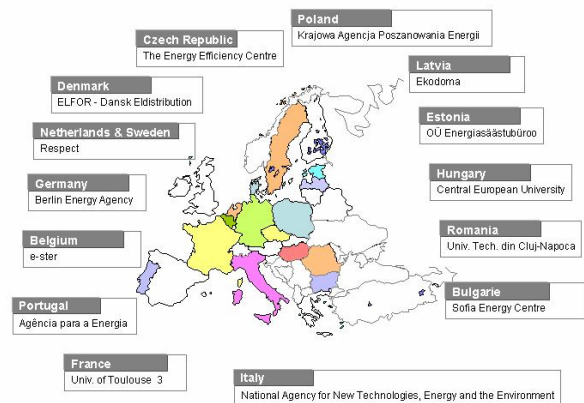 Poland
Krajowa Agencja Poszanowania Energii
Czech Republic
The Energy Efficiency Centre
Latvia
Ekodoma
Denmark
ELFOR - Dansk Eldistribution
Estonia
OÜ Energiasäästubüroo
Netherlands & Sweden
Respect
Hungary
Central European University
Germany
Berlin Energy Agency
Romania
Univ. Tech. din Cluj-Napoca
Belgium
e-ster
Bulgarie
Sofia Energy Centre
Portugal
Agência para a Energia
France
Univ. of Toulouse 3
Italy
National Agency for New Technologies, Energy and the Environment